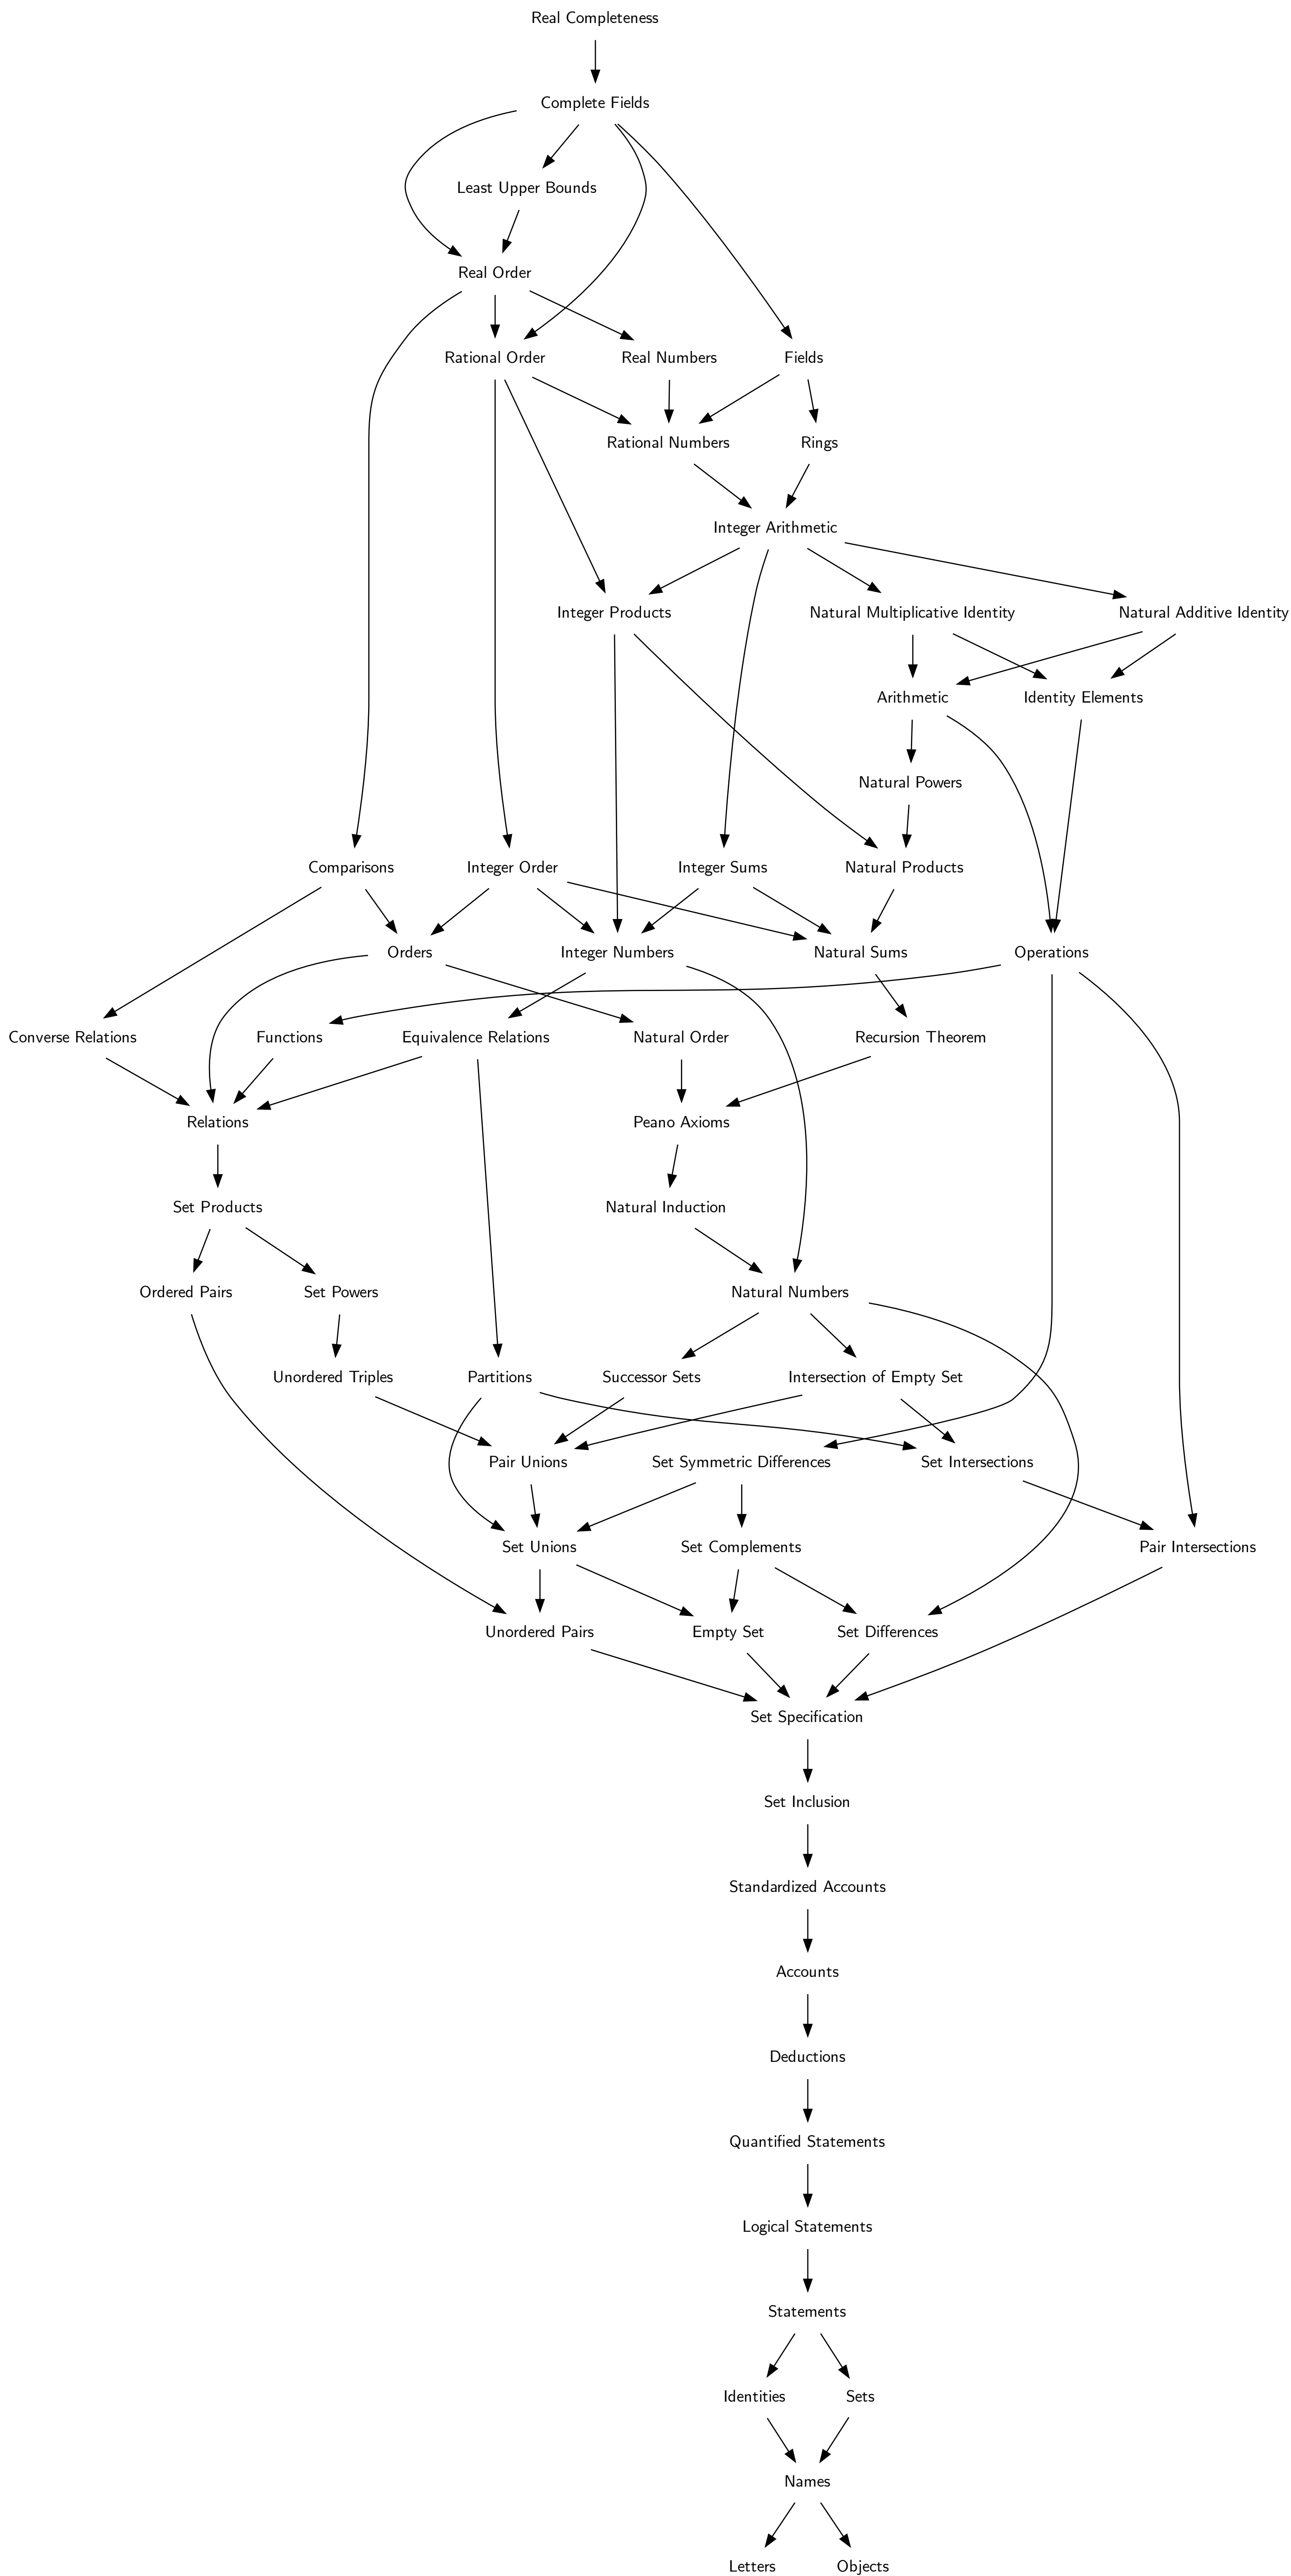 Real Completeness
Complete Fields
Least Upper Bounds
Real Order
Rational Order
Real Numbers
Fields
Rational Numbers
Rings
Integer Arithmetic
Integer Products
Natural Multiplicative Identity
Natural Additive Identity
Arithmetic
Identity Elements
Natural Powers
Comparisons
Integer Order
Integer Sums
Natural Products
Orders
Integer Numbers
Natural Sums
Operations
Converse Relations
Functions
Equivalence Relations
Natural Order
Recursion Theorem
Relations
Peano Axioms
Set Products
Natural Induction
Ordered Pairs
Set Powers
Natural Numbers
Unordered Triples
Partitions
Successor Sets
Intersection of Empty Set
Pair Unions
Set Symmetric Differences
Set Intersections
Set Unions
Set Complements
Pair Intersections
Unordered Pairs
Empty Set
Set Differences
Set Specification
Set Inclusion
Standardized Accounts
Accounts
Deductions
Quantified Statements
Logical Statements
Statements
Identities
Sets
Names
Letters
Objects